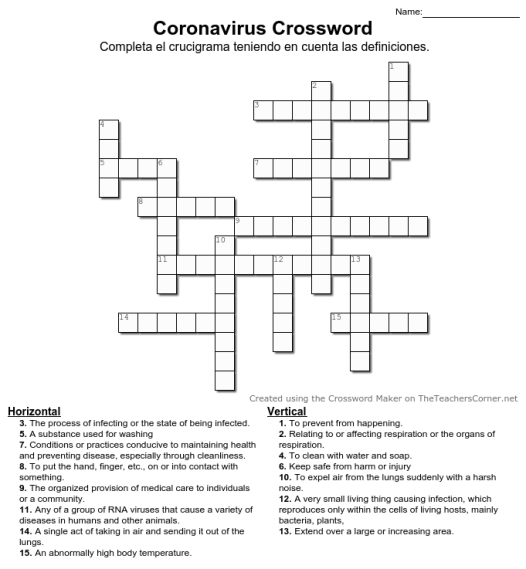 Name:
Coronavirus Crossword
Completa el crucigrama teniendo en cuenta las definiciones.
1
2
3
4
5 6
7
8
9
10
11 12 13
14 15
Created using the Crossword Maker on TheTeachersCorner.net
Horizontal
3. The process of infecting or the state of being infected.
5. A substance used for washing
7. Conditions or practices conducive to maintaining health
and preventing disease, especially through cleanliness.
8. To put the hand, finger, etc., on or into contact with
something.
9. The organized provision of medical care to individuals
or a community.
11. Any of a group of RNA viruses that cause a variety of
diseases in humans and other animals.
14. A single act of taking in air and sending it out of the
lungs.
15. An abnormally high body temperature.
Vertical
1. To prevent from happening.
2. Relating to or affecting respiration or the organs of
respiration.
4. To clean with water and soap.
6. Keep safe from harm or injury
10. To expel air from the lungs suddenly with a harsh
noise.
12. A very small living thing causing infection, which
reproduces only within the cells of living hosts, mainly
bacteria, plants,
13. Extend over a large or increasing area.